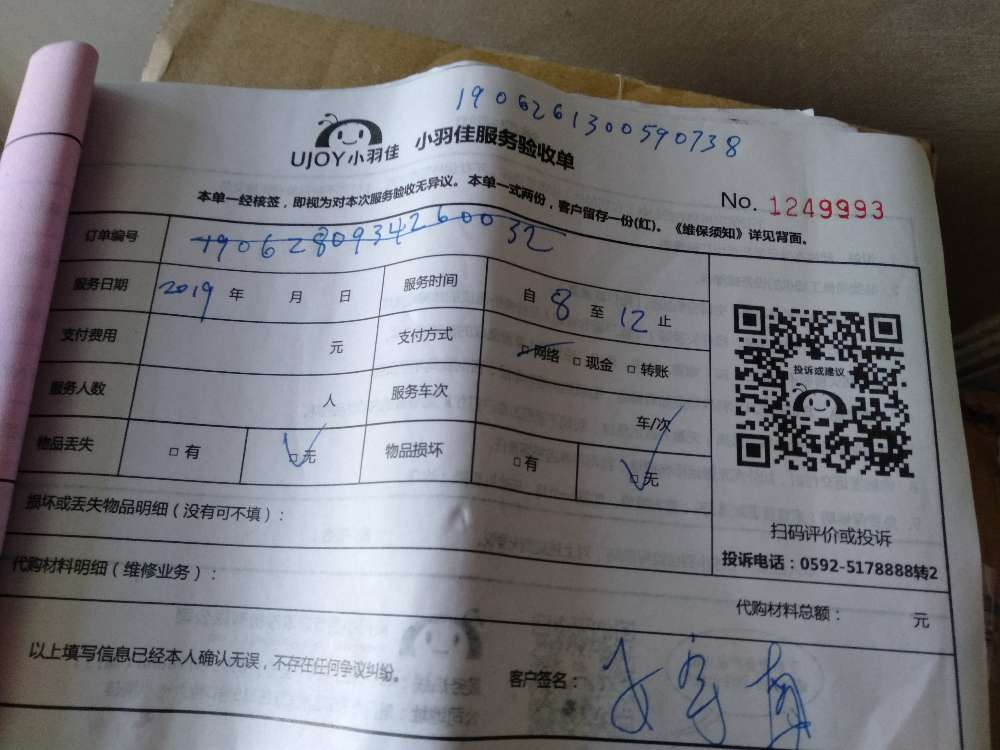 190626130059073​8
UJOY小羽佳 小羽佳服务验收单
No. 1249993
本单一经核签，即视为对本次服务验收无异议。本单一式两份，客户留存一份(红)。《维保须知》详见背面。
订单编号 19062809342600032
服务日期 2019 年 月 日 服务时间 自 8 至 12 止
支付费用 元 支付方式 □网络 □现金 □转账
服务人数 人 服务车次 车/次
物品丢失 □有 □无 物品损坏 □有 □无
投诉或建议
扫码评价或投诉
投诉电话：0592-5178888转2
损坏或丢失物品明细（没有可不填）：
代购材料明细（维修业务）：
代购材料总额： 元
以上填写信息已经本人确认无误，不存在任何争议纠纷。
客户签名：